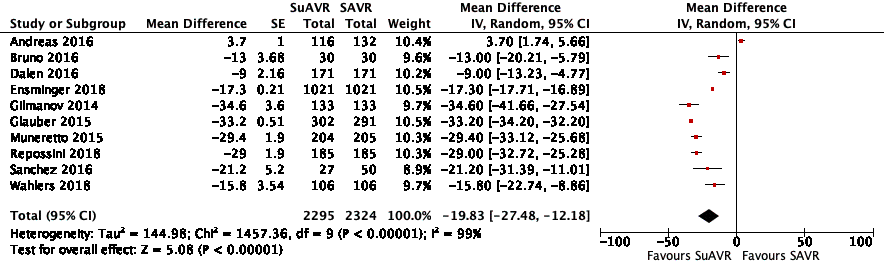 SuAVR SAVR Mean Difference Mean Difference
Study or Subgroup Mean Difference SE Total Total Weight IV, Random, 95% CI IV, Random, 95% CI
Andreas 2016 3.7 1 116 132 10.4% 3.70 [1.74, 5.66]
Bruno 2016 −13 3.68 30 30 9.6% −13.00 [−20.21, −5.79]
Dalen 2016 −9 2.16 171 171 10.2% −9.00 [−13.23, −4.77]
Ensminger 2018 −17.3 0.21 1021 1021 10.4% −17.30 [−17.71, −16.89]
Gilmanov 2014 −34.6 3.6 133 133 9.7% −34.60 [−41.66, −27.54]
Glauber 2015 −33.2 0.51 302 291 10.4% −33.20 [−34.20, −32.20]
Muneretto 2015 −29.4 1.9 204 205 10.3% −29.40 [−33.12, −25.68]
Repossini 2018 −29 1.9 185 185 10.3% −29.00 [−32.72, −25.28]
Sanchez 2016 −21.2 5.2 27 50 8.9% −21.20 [−31.39, −11.01]
Wahlers 2018 −15.8 3.54 106 106 9.7% −15.80 [−22.74, −8.86]
Total (95% CI) 2295 2324 100.0% −19.83 [−27.48, −12.18]
Heterogeneity: Tau² = 144.98; Chi² = 1457.36, df = 9 (P < 0.00001); I² = 99%
Test for overall effect: Z = 5.08 (P < 0.00001)
−100 −50 0 50 100
Favours SuAVR Favours SAVR